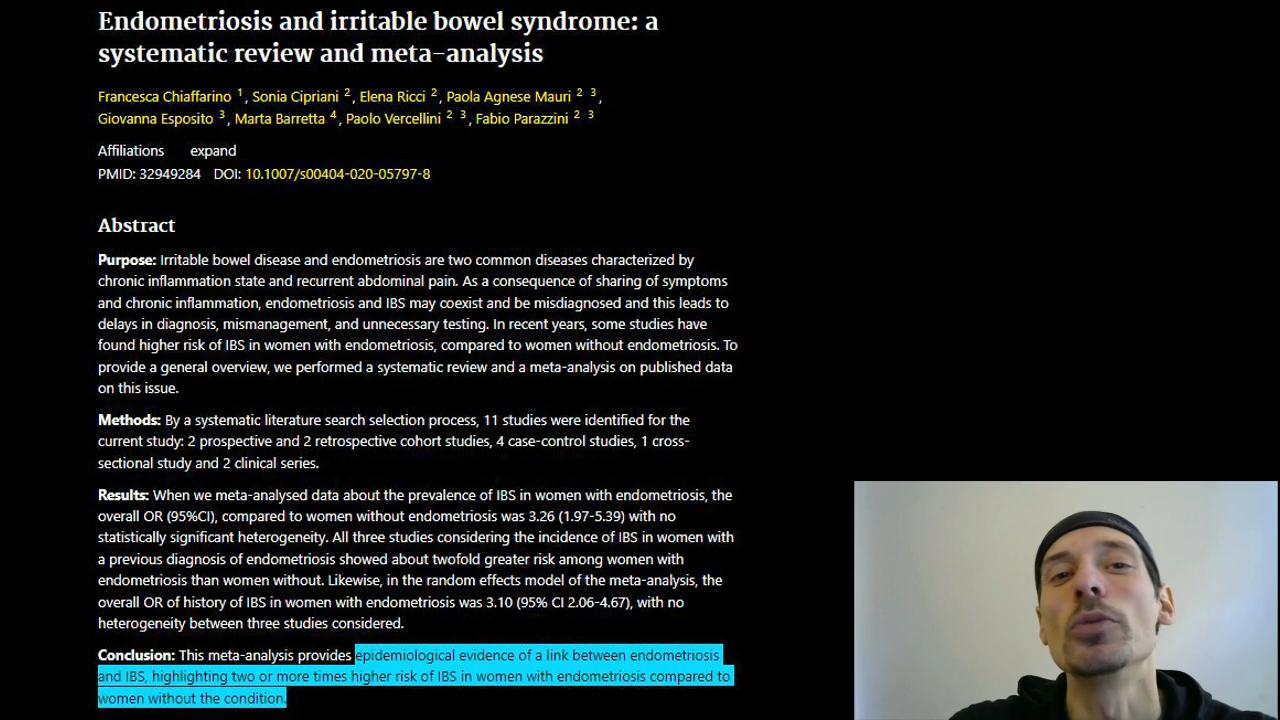 Endometriosis and irritable bowel syndrome: a
systematic review and meta-analysis
Francesca Chiaffarino 1, Sonia Cipriani 2, Elena Ricci 2, Paola Agnese Mauri 2 3,
Giovanna Esposito 3, Marta Barretta 4, Paolo Vercellini 2 3, Fabio Parazzini 2 3
Affiliations expand
PMID: 32949284 DOI: 10.1007/s00404-020-05797-8
Abstract
Purpose: Irritable bowel disease and endometriosis are two common diseases characterized by
chronic inflammation state and recurrent abdominal pain. As a consequence of sharing of symptoms
and chronic inflammation, endometriosis and IBS may coexist and be misdiagnosed and this leads to
delays in diagnosis, mismanagement, and unnecessary testing. In recent years, some studies have
found higher risk of IBS in women with endometriosis, compared to women without endometriosis. To
provide a general overview, we performed a systematic review and a meta-analysis on published data
on this issue.
Methods: By a systematic literature search selection process, 11 studies were identified for the
current study: 2 prospective and 2 retrospective cohort studies, 4 case-control studies, 1 cross-
sectional study and 2 clinical series.
Results: When we meta-analysed data about the prevalence of IBS in women with endometriosis, the
overall OR (95%CI), compared to women without endometriosis was 3.26 (1.97-5.39) with no
statistically significant heterogeneity. All three studies considering the incidence of IBS in women with
a previous diagnosis of endometriosis showed about twofold greater risk among women with
endometriosis than women without. Likewise, in the random effects model of the meta-analysis, the
overall OR of history of IBS in women with endometriosis was 3.10 (95% CI 2.06-4.67), with no
heterogeneity between three studies considered.
Conclusion: This meta-analysis provides epidemiological evidence of a link between endometriosis
and IBS, highlighting two or more times higher risk of IBS in women with endometriosis compared to
women without the condition.